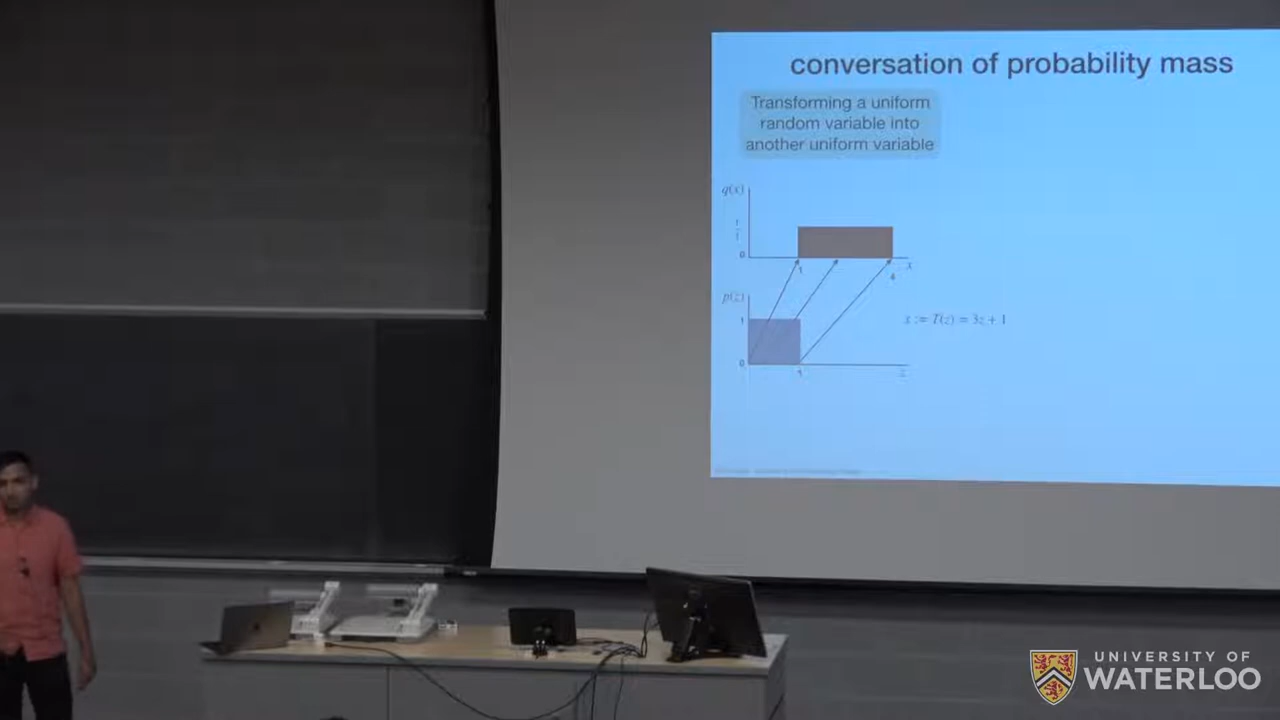 conversation of probability mass
Transforming a uniform
random variable into
another uniform variable
q(x)
0
1
4
x
p(z)
1
x := T(z) = 3z + 1
0
1
z
UNIVERSITY OF
WATERLOO